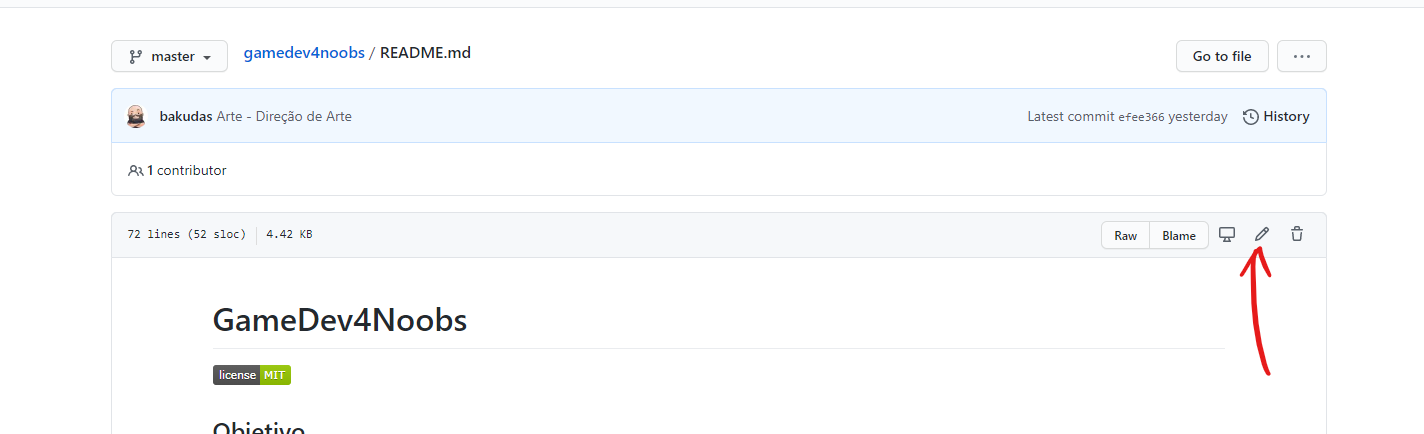 master
gamedev4noobs / README.md
Go to file
bakudas Arte - Direção de Arte
Latest commit efee366 yesterday
History
1 contributor
72 lines (52 sloc)
4.42 KB
Raw
Blame
GameDev4Noobs
license MIT
Objetivo